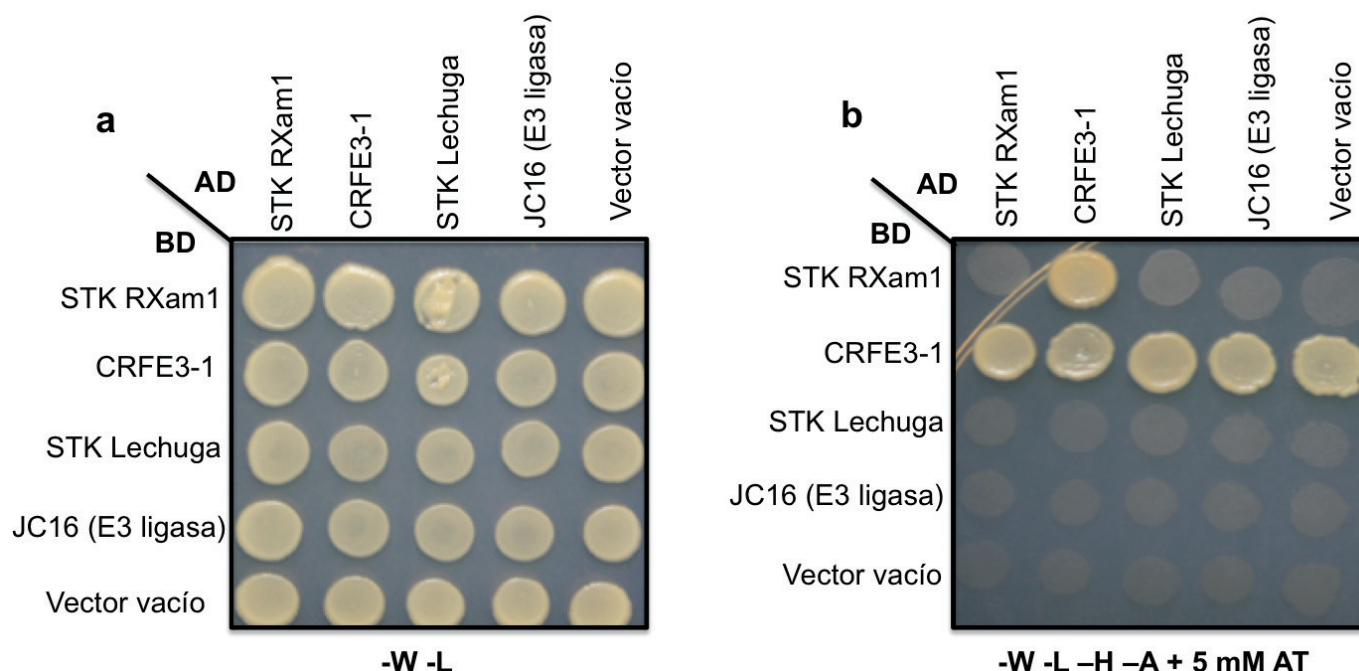 a
STK RXam1
CRFE3-1
STK Lechuga
JC16 (E3 ligasa)
Vector vacío
AD
BD
STK RXam1
CRFE3-1
STK Lechuga
JC16 (E3 ligasa)
Vector vacío
-W -L
b
STK RXam1
CRFE3-1
STK Lechuga
JC16 (E3 ligasa)
Vector vacío
AD
BD
STK RXam1
CRFE3-1
STK Lechuga
JC16 (E3 ligasa)
Vector vacío
-W -L –H –A + 5 mM AT